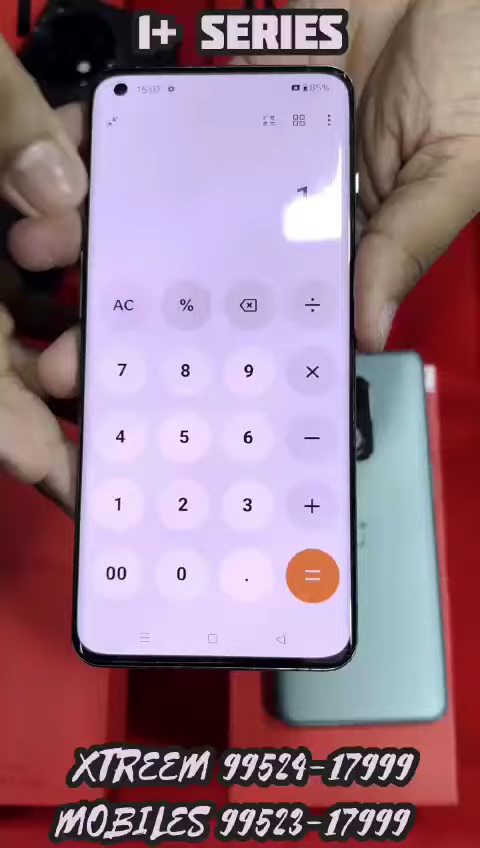 1+ SERIES
15:07
85%
1
AC % ÷
7 8 9 ×
4 5 6 −
1 2 3 +
00 0 . =
XTREEM 99524-17999
MOBILES 99523-17999